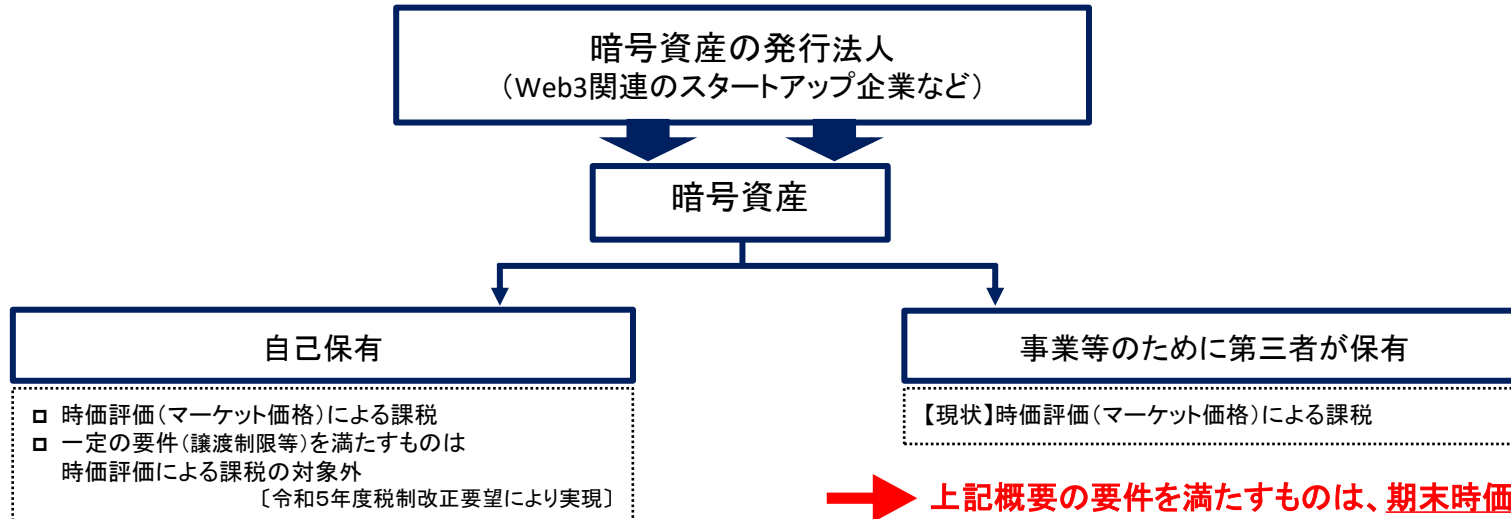 暗号資産の発行法人
（Web3関連のスタートアップ企業など）
暗号資産
自己保有
時価評価（マーケット価格）による課税
一定の要件（譲渡制限等）を満たすものは
時価評価による課税の対象外
〔令和5年度税制改正要望により実現〕
事業等のために第三者が保有
【現状】時価評価（マーケット価格）による課税
上記概要の要件を満たすものは、期末時価